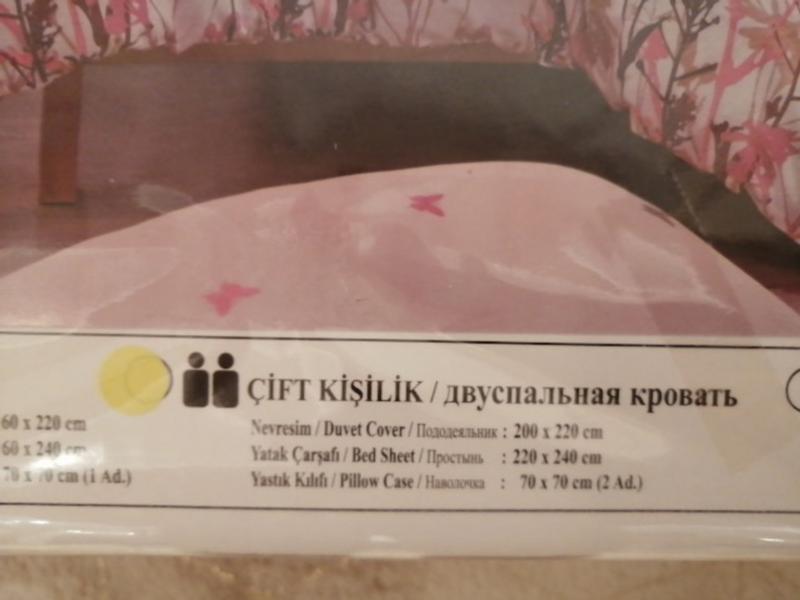 ÇİFT KİŞİLİK / двуспальная кровать
60 x 220 cm
Nevresim / Duvet Cover / Пододеяльник : 200 x 220 cm
60 x 240 cm
Yatak Çarşafı / Bed Sheet / Простынь : 220 x 240 cm
70 x 70 cm (1 Ad.)
Yastık Kılıfı / Pillow Case / Наволочка : 70 x 70 cm (2 Ad.)